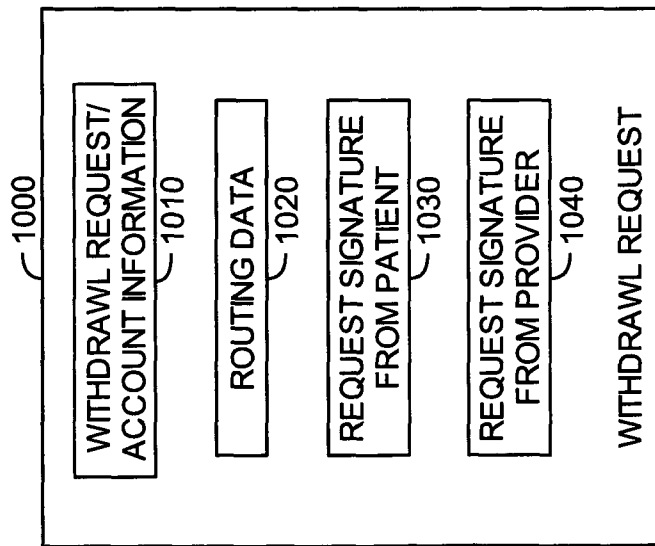 1000
WITHDRAWL REQUEST/
ACCOUNT INFORMATION
1010
ROUTING DATA
1020
REQUEST SIGNATURE
FROM PATIENT
1030
REQUEST SIGNATURE
FROM PROVIDER
1040
WITHDRAWL REQUEST